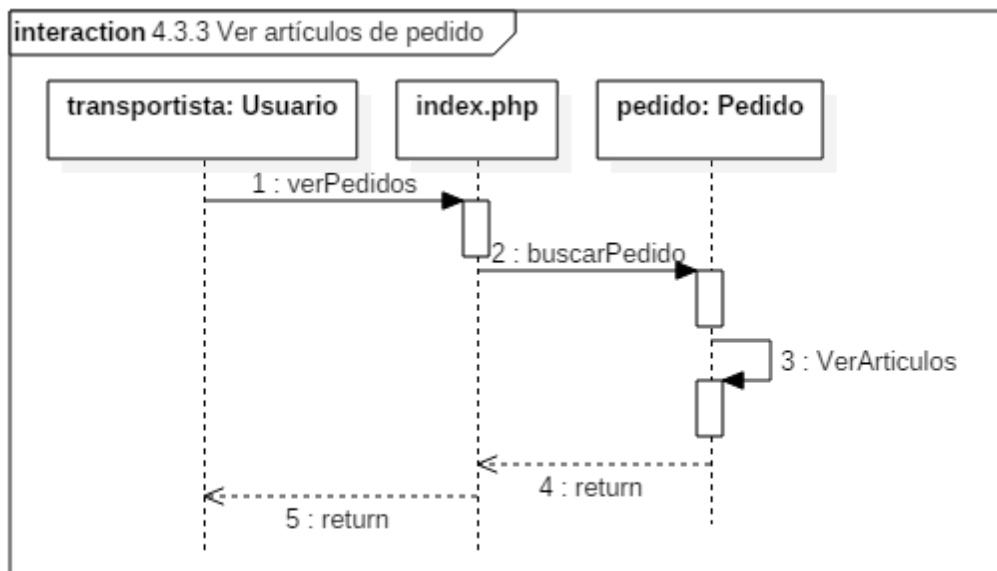 interaction 4.3.3 Ver artículos de pedido
transportista: Usuario
index.php
pedido: Pedido
1 : verPedidos
2 : buscarPedido
3 : VerArticulos
4 : return
5 : return